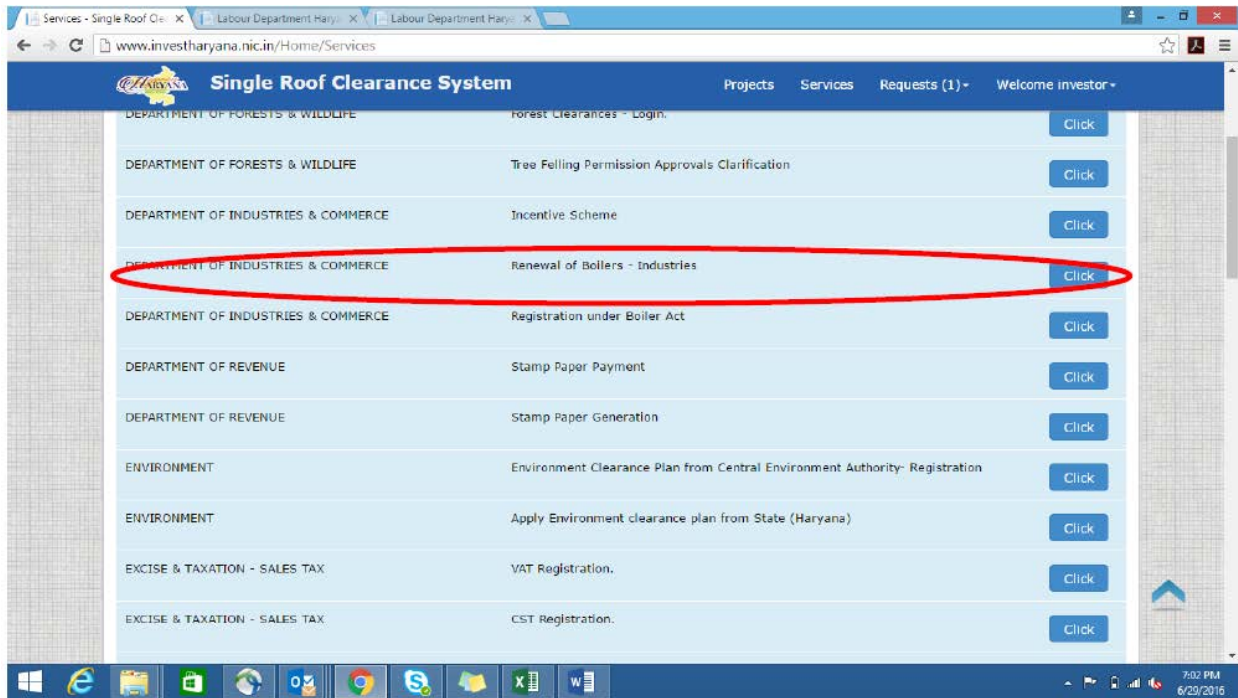 Services - Single Roof Cle
Labour Department Harya
Labour Department Harya
www.investharyana.nic.in/Home/Services
HARYANA Single Roof Clearance System Projects Services Requests (1) Welcome investor
DEPARTMENT OF FORESTS & WILDLIFE Forest Clearances - Login. Click
DEPARTMENT OF FORESTS & WILDLIFE Tree Felling Permission Approvals Clarification Click
DEPARTMENT OF INDUSTRIES & COMMERCE Incentive Scheme Click
DEPARTMENT OF INDUSTRIES & COMMERCE Renewal of Boilers - Industries Click
DEPARTMENT OF INDUSTRIES & COMMERCE Registration under Boiler Act Click
DEPARTMENT OF REVENUE Stamp Paper Payment Click
DEPARTMENT OF REVENUE Stamp Paper Generation Click
ENVIRONMENT Environment Clearance Plan from Central Environment Authority- Registration Click
ENVIRONMENT Apply Environment clearance plan from State (Haryana) Click
EXCISE & TAXATION - SALES TAX VAT Registration. Click
EXCISE & TAXATION - SALES TAX CST Registration. Click
7:02 PM
6/29/2016